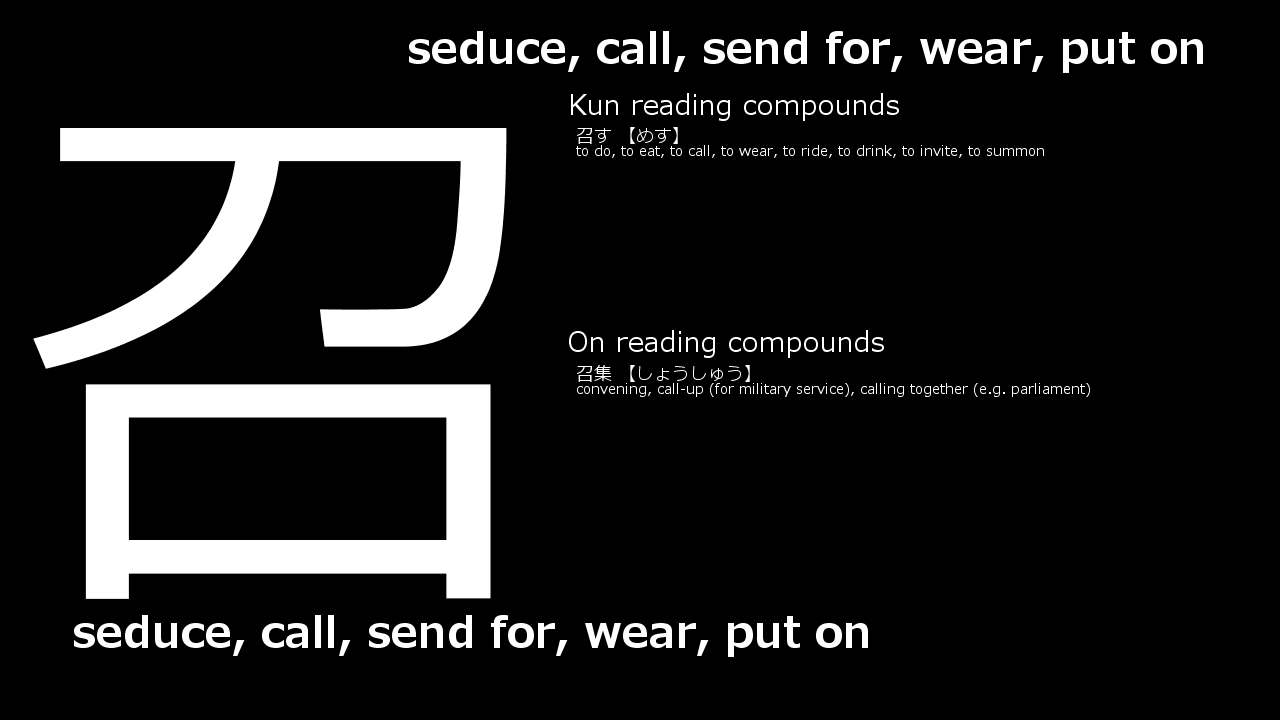 seduce, call, send for, wear, put on
召
Kun reading compounds
召す 【めす】
to do, to eat, to call, to wear, to ride, to drink, to invite, to summon
On reading compounds
召集 【しょうしゅう】
convening, call-up (for military service), calling together (e.g. parliament)
seduce, call, send for, wear, put on